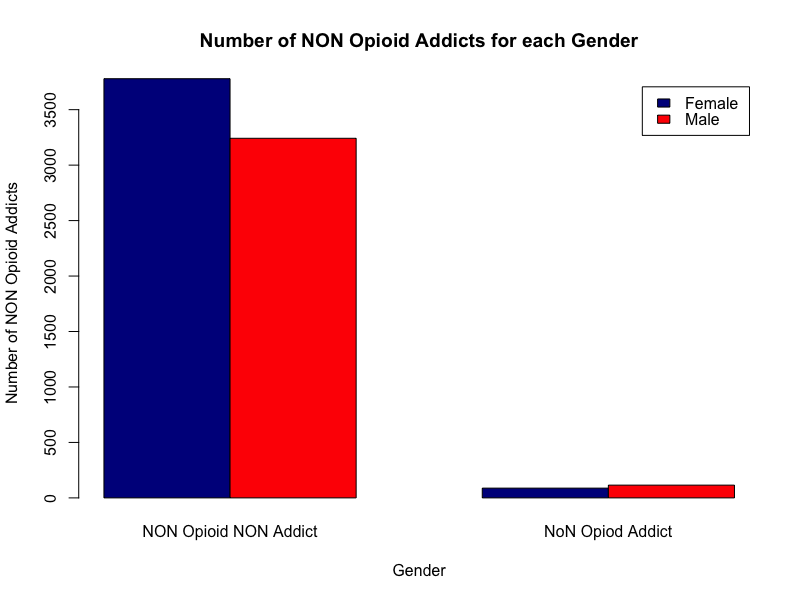 Number of NON Opioid Addicts for each Gender
Female
Male
Number of NON Opioid Addicts
3500
3000
2500
2000
1500
1000
500
0
NON Opioid NON Addict
NoN Opiod Addict
Gender